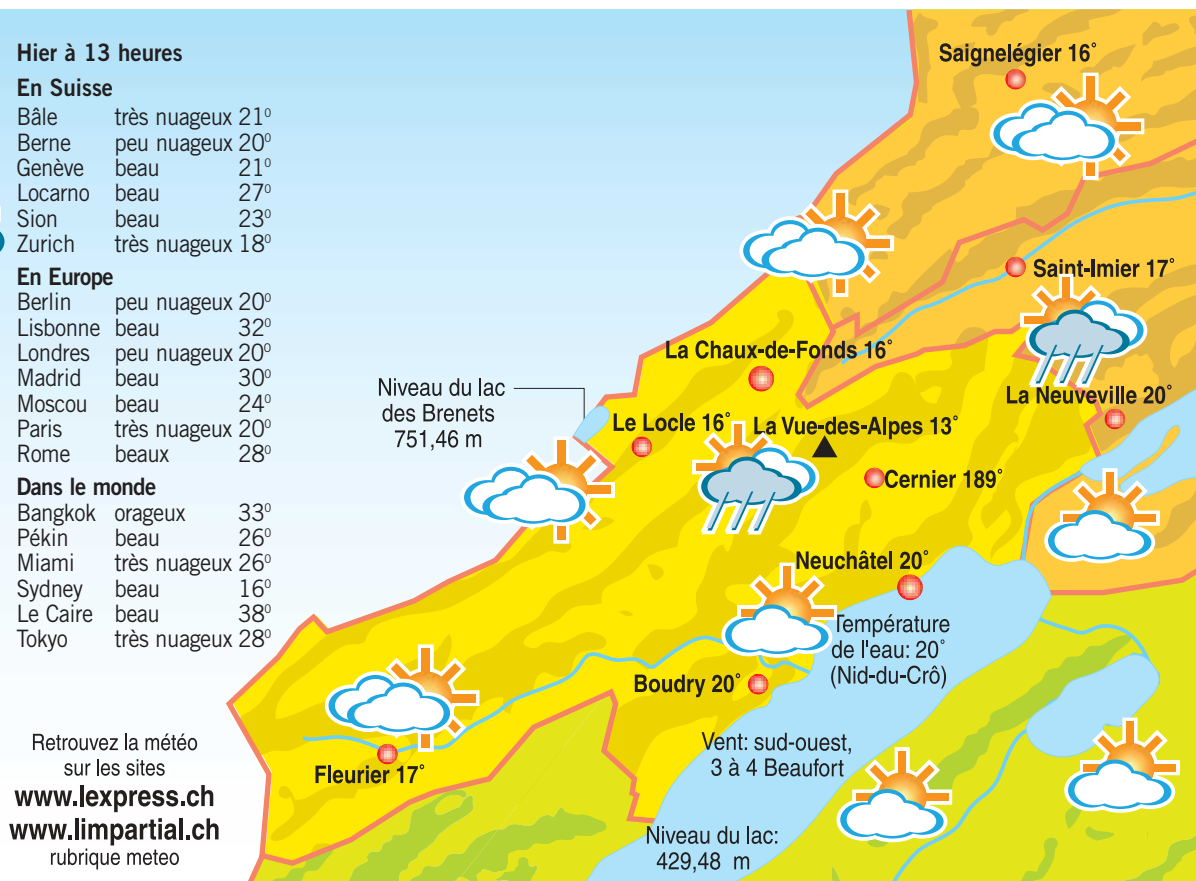 Hier à 13 heures
En Suisse
Bâle très nuageux 21°
Berne peu nuageux 20°
Genève beau 21°
Locarno beau 27°
Sion beau 23°
Zurich très nuageux 18°
En Europe
Berlin peu nuageux 20°
Lisbonne beau 32°
Londres peu nuageux 20°
Madrid beau 30°
Moscou beau 24°
Paris très nuageux 20°
Rome beaux 28°
Dans le monde
Bangkok orageux 33°
Pékin beau 26°
Miami très nuageux 26°
Sydney beau 16°
Le Caire beau 38°
Tokyo très nuageux 28°
Retrouvez la météo
sur les sites
www.lexpress.ch
www.limpartial.ch
rubrique meteo
Saignelégier 16°
Saint-Imier 17°
La Chaux-de-Fonds 16°
Niveau du lac
des Brenets
751,46 m
La Neuveville 20°
Le Locle 16°
La Vue-des-Alpes 13°
Cernier 189°
Neuchâtel 20°
Température
de l'eau: 20°
(Nid-du-Crô)
Boudry 20°
Vent: sud-ouest,
3 à 4 Beaufort
Fleurier 17°
Niveau du lac:
429,48 m